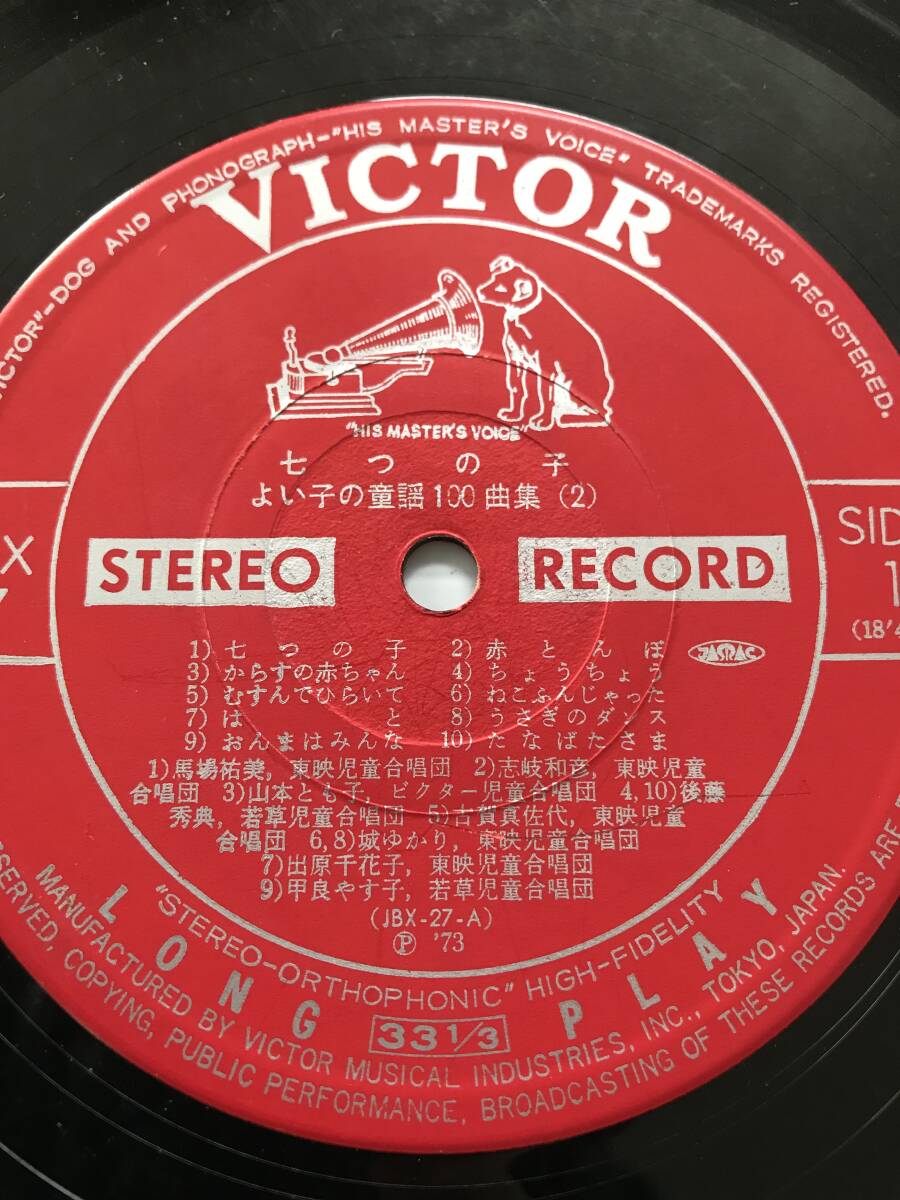 VICTOR"-DOG AND PHONOGRAPH-"HIS MASTER'S VOICE" TRADEMARKS REGISTERED.
VICTOR
"HIS MASTER'S VOICE"
七つの子
よい子の童謡100曲集(2)
STEREO RECORD
X
SID
1
(18'4
1)七つの子 2)赤とんぼ
JASRAC
3)からすの赤ちゃん 4)ちょうちょう
5)むすんでひらいて 6)ねこふんじゃった
7)はと 8)うさぎのダンス
9)おんまはみんな 10)たなばたさま
1)馬場祐美, 東映児童合唱団 2)志岐和彦, 東映児童
合唱団 3)山本とも子, ビクター児童合唱団 4,10)後藤
秀典, 若草児童合唱団 5)古賀真佐代, 東映児童
合唱団 6,8)城ゆかり, 東映児童合唱団
7)出原千花子, 東映児童合唱団
9)甲良やす子, 若草児童合唱団
(JBX-27-A)
Ⓟ '73
"STEREO-ORTHOPHONIC" HIGH-FIDELITY
LONG 33 1/3 PLAY
MANUFACTURED BY VICTOR MUSICAL INDUSTRIES, INC., TOKYO, JAPAN.
SERVED, COPYING, PUBLIC PERFORMANCE, BROADCASTING OF THESE RECORDS ARE